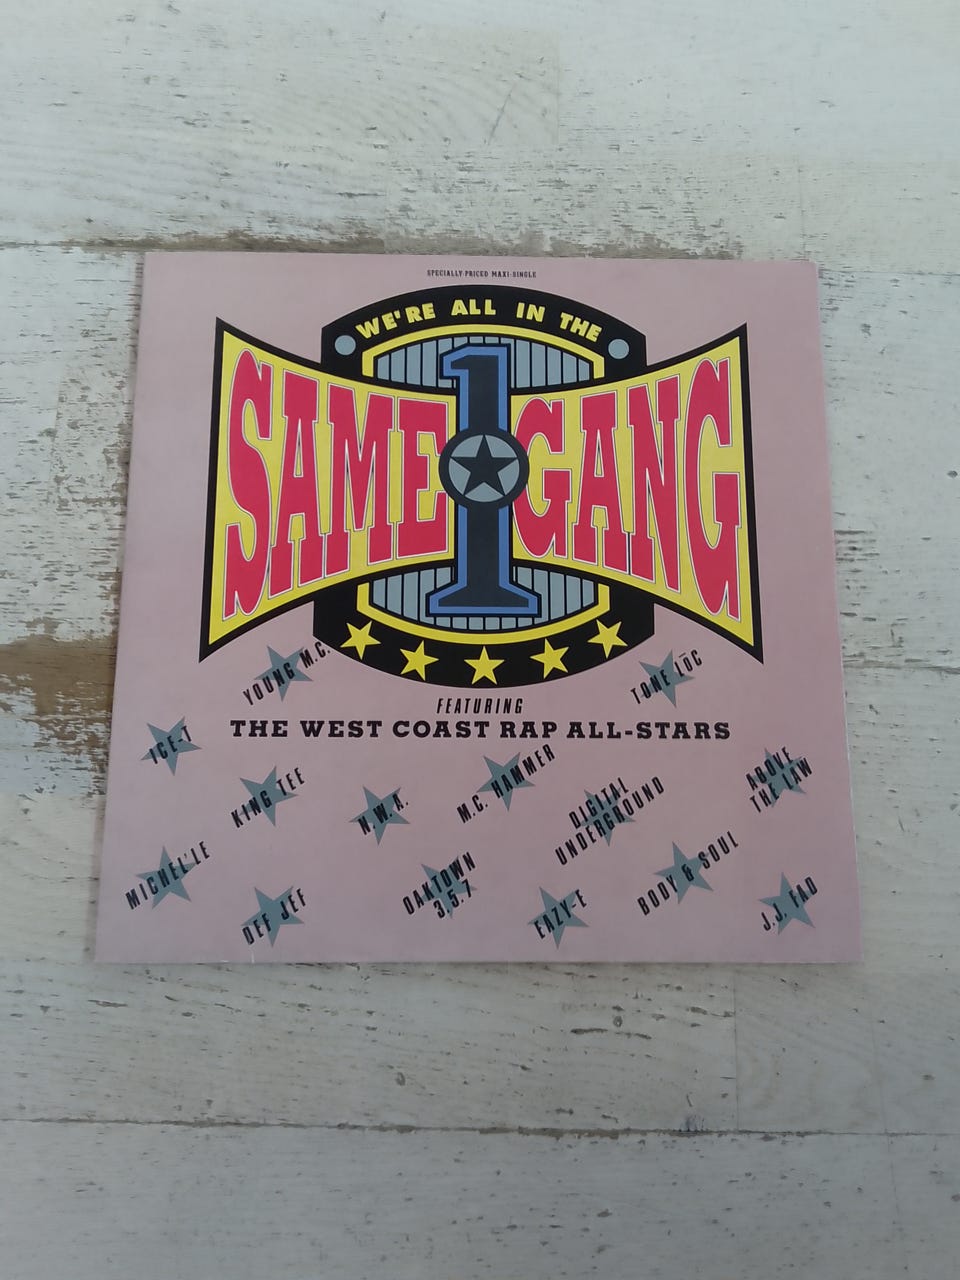 SPECIALLY PRICED MAXI-SINGLE
WE'RE ALL IN THE
SAME 1 GANG
FEATURING
THE WEST COAST RAP ALL-STARS
YOUNG M.C.
TONE LŌC
ICE-T
KING TEE
N.W.A.
M.C. HAMMER
DIGITAL
UNDERGROUND
ABOVE
THE LAW
MICHEL'LE
DEF JEF
OAKTOWN
3.5.7
EAZY-E
BODY & SOUL
J.J. FAD